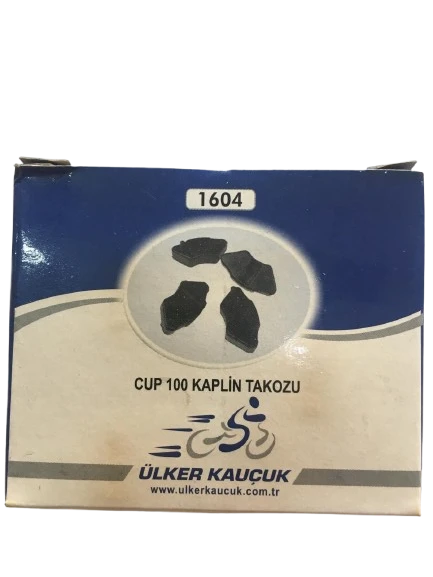 1604
CUP 100 KAPLİN TAKOZU
ÜLKER KAUÇUK
www.ulkerkaucuk.com.tr